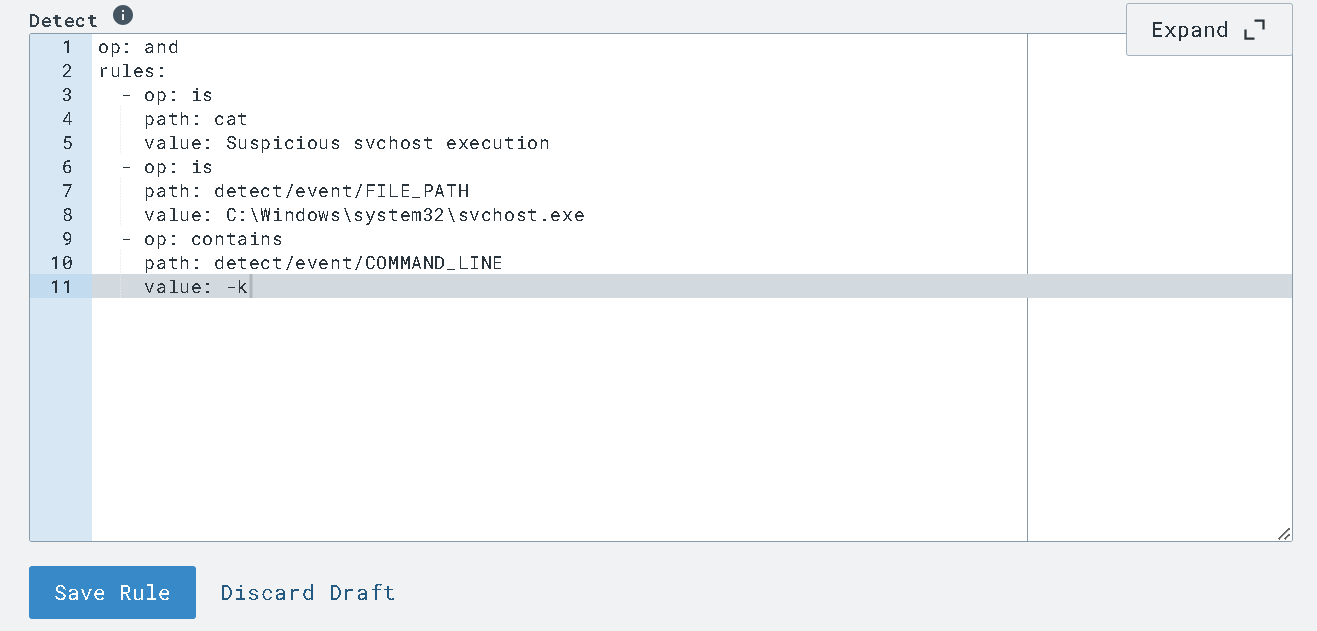 Detect
Expand
1 op: and
2 rules:
3   - op: is
4     path: cat
5     value: Suspicious svchost execution
6   - op: is
7     path: detect/event/FILE_PATH
8     value: C:\Windows\system32\svchost.exe
9   - op: contains
10     path: detect/event/COMMAND_LINE
11     value: -k
Save Rule Discard Draft